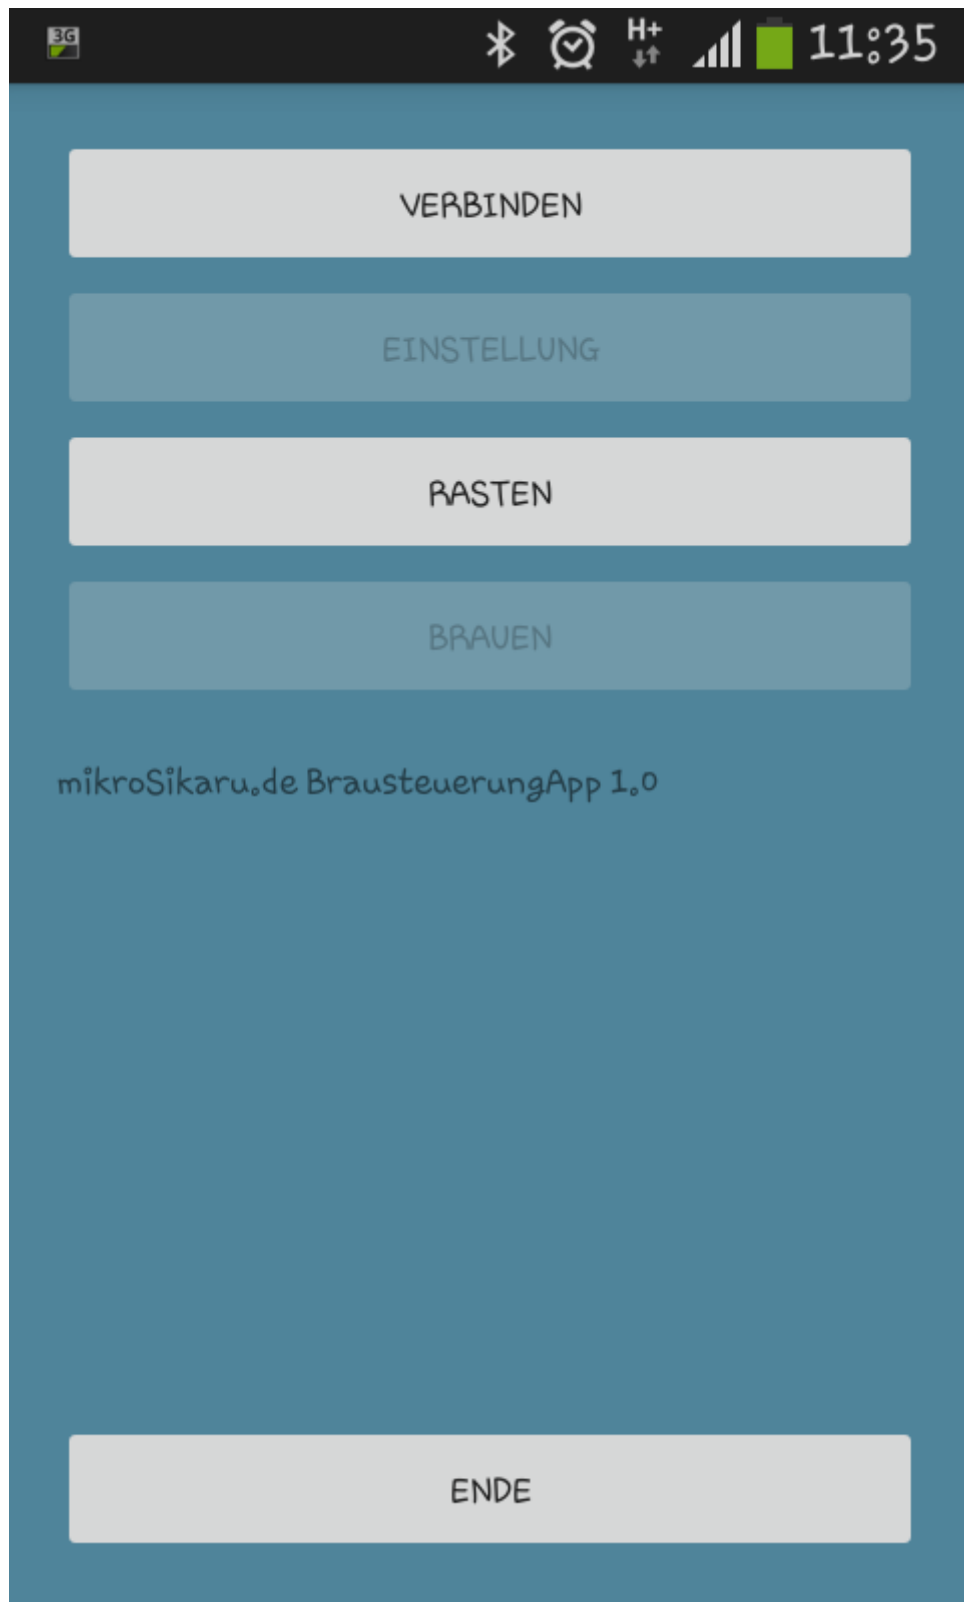 3G
H+
11:35
VERBINDEN
EINSTELLUNG
RASTEN
BRAUEN
mikroSikaru.de BrausteuerungApp 1.0
ENDE